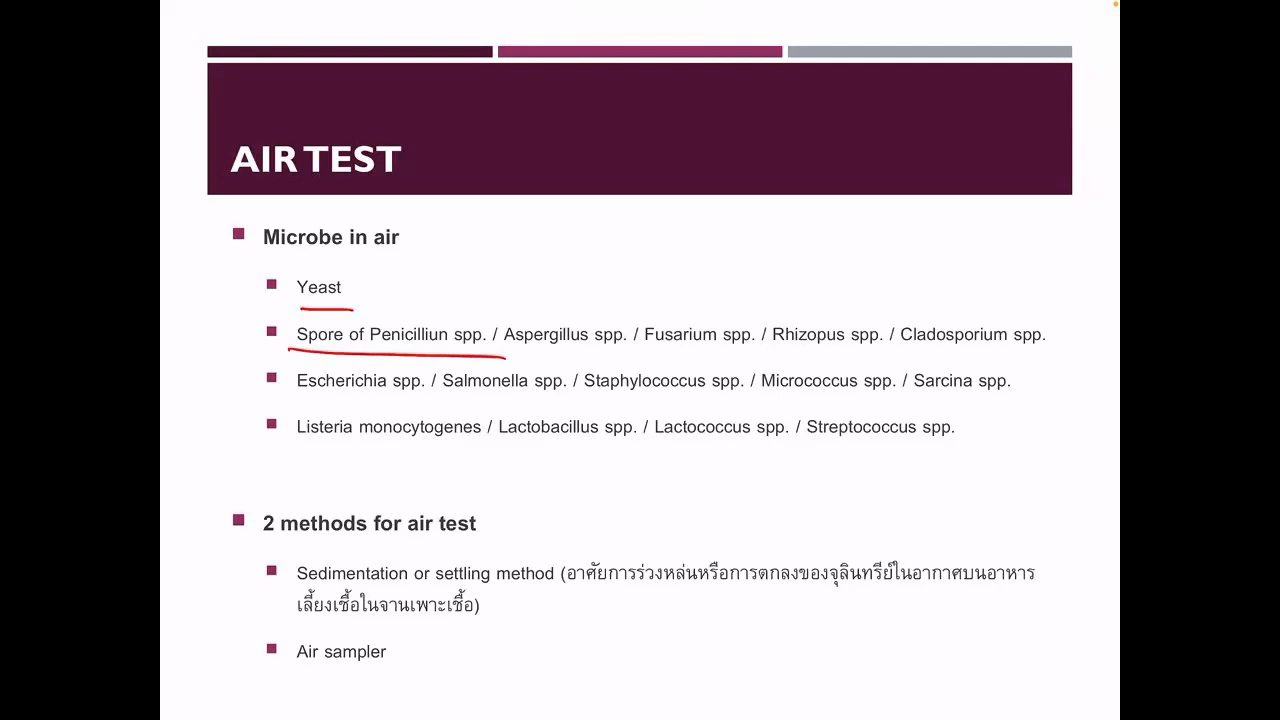 AIR TEST
Microbe in air
Yeast
Spore of Penicilliun spp. / Aspergillus spp. / Fusarium spp. / Rhizopus spp. / Cladosporium spp.
Escherichia spp. / Salmonella spp. / Staphylococcus spp. / Micrococcus spp. / Sarcina spp.
Listeria monocytogenes / Lactobacillus spp. / Lactococcus spp. / Streptococcus spp.
2 methods for air test
Sedimentation or settling method (อาศัยการร่วงหล่นหรือการตกลงของจุลินทรีย์ในอากาศบนอาหาร
เลี้ยงเชื้อในจานเพาะเชื้อ)
Air sampler